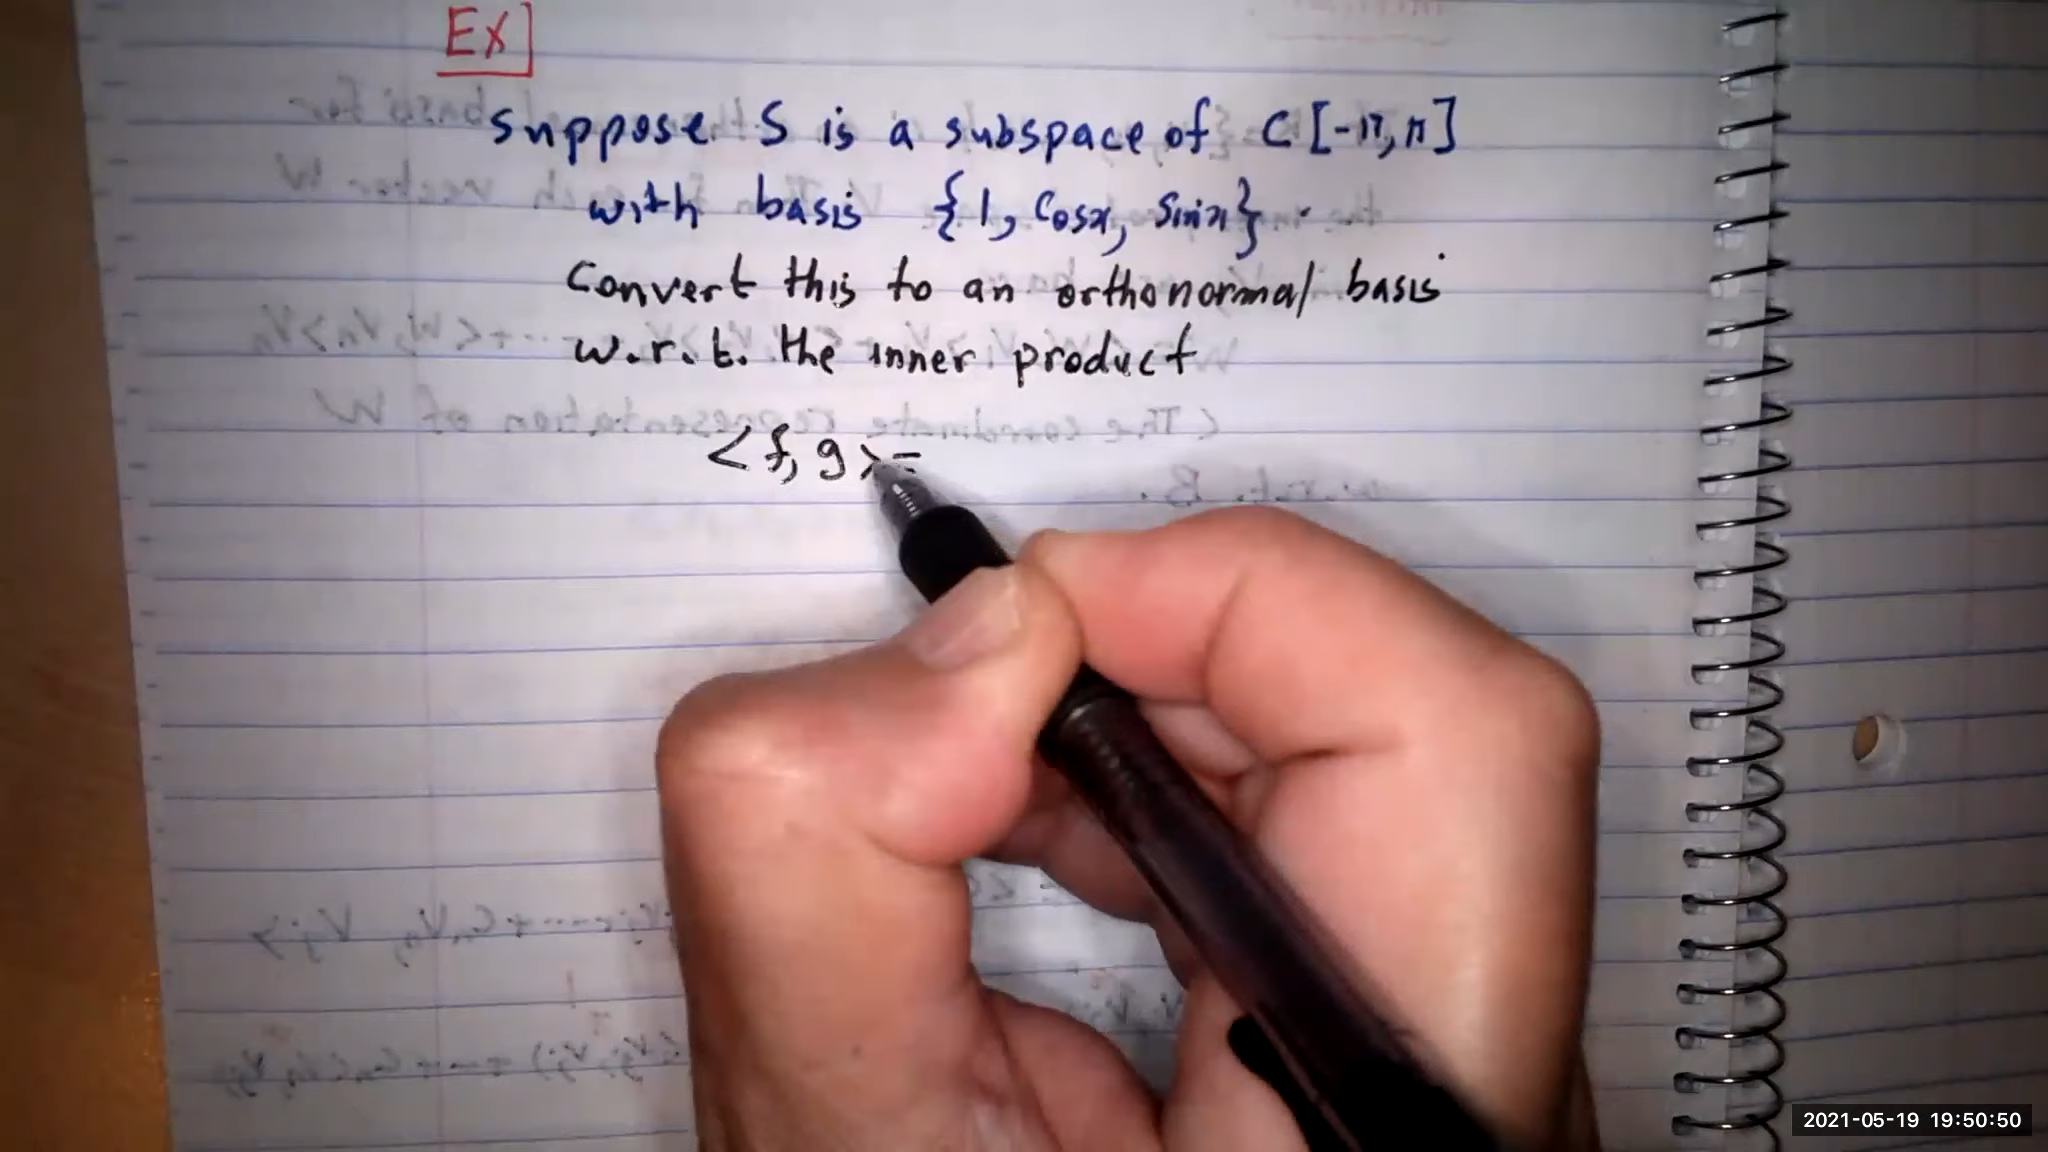 EX
suppose S is a subspace of C[-π,π]
with basis {1, cosx, sinx}.
Convert this to an orthonormal basis
w.r.t. the inner product
<f,g>=
2021-05-19 19:50:50